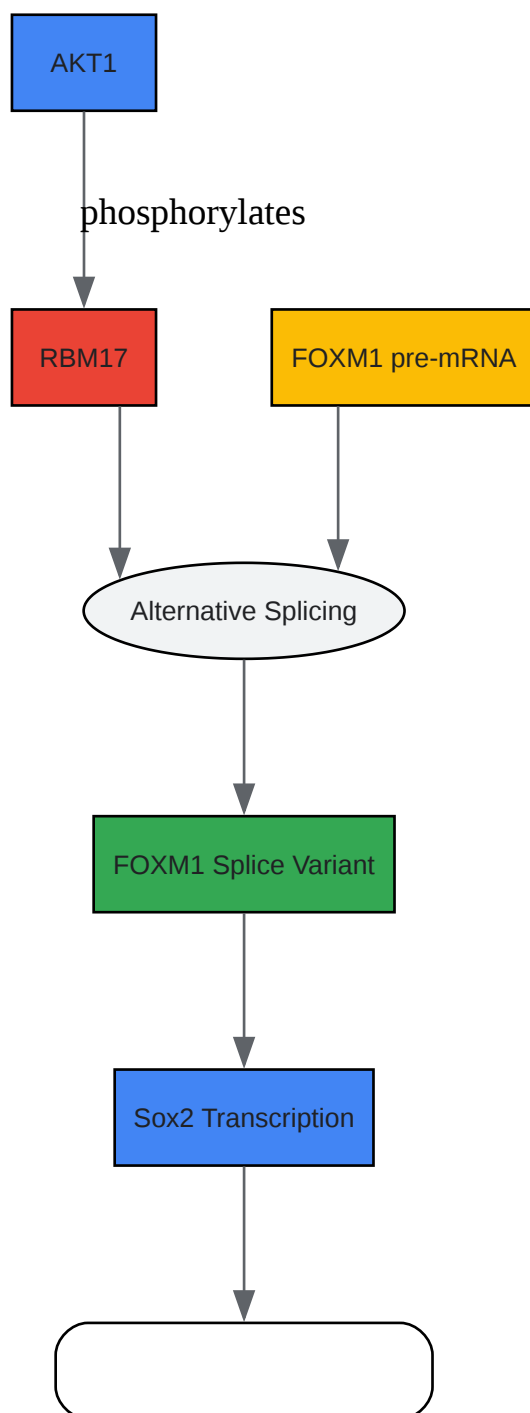 AKT1
phosphorylates
RBM17
FOXM1 pre-mRNA
Alternative Splicing
FOXM1 Splice Variant
Sox2 Transcription